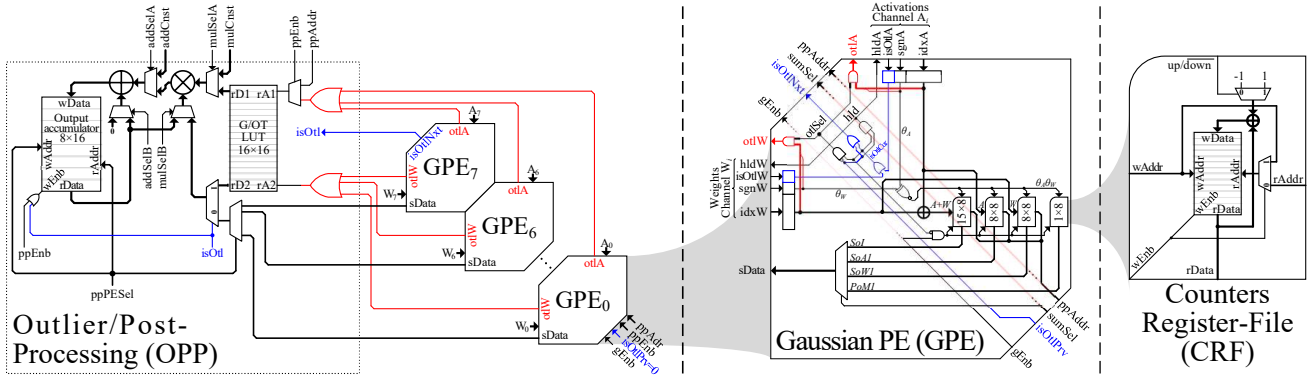 addSelA
addCnst
mulSelA
mulCnst
ppEnb
ppAddr
wData
Output
accumulator
8×16
wAddr
rAddr
wEnb
rData
0
addSelB
mulSelB
rD1 rA1
G/OT
LUT
16×16
rD2 rA2
isOtl
0
isOtl
ppEnb
ppPESel
Outlier/Post-
Processing (OPP)
A7
otlA
isOtlNxt
GPE7
otlW
W7
sData
A6
otlA
GPE6
otlW
W6
sData
A0
otlA
GPE0
otlW
W0
sData
ppAdr
ppEnb
isOtlPrv=0
gEnb
Activations
Channel Ai
otlA
hldA
isOtlA
sgnA
idxA
ppAddr
sumSel
isOtlNxt
gEnb
otlSel
hld
θA
isOtlCur
otlW
Weights
Channel Wi
hldW
isOtlW
sgnW
idxW
θW
θAθW
A+W
A
W
15×8
8×8
8×8
1×8
SoI
SoAI
SoWI
PoMI
sData
ppAddr
sumSel
isOtlPrv
gEnb
Gaussian PE (GPE)
up/down
-1 1
wData
wAddr
wAddr
rAddr
1
0
rAddr
wEnb
rData
wEnb
rData
Counters
Register-File
(CRF)